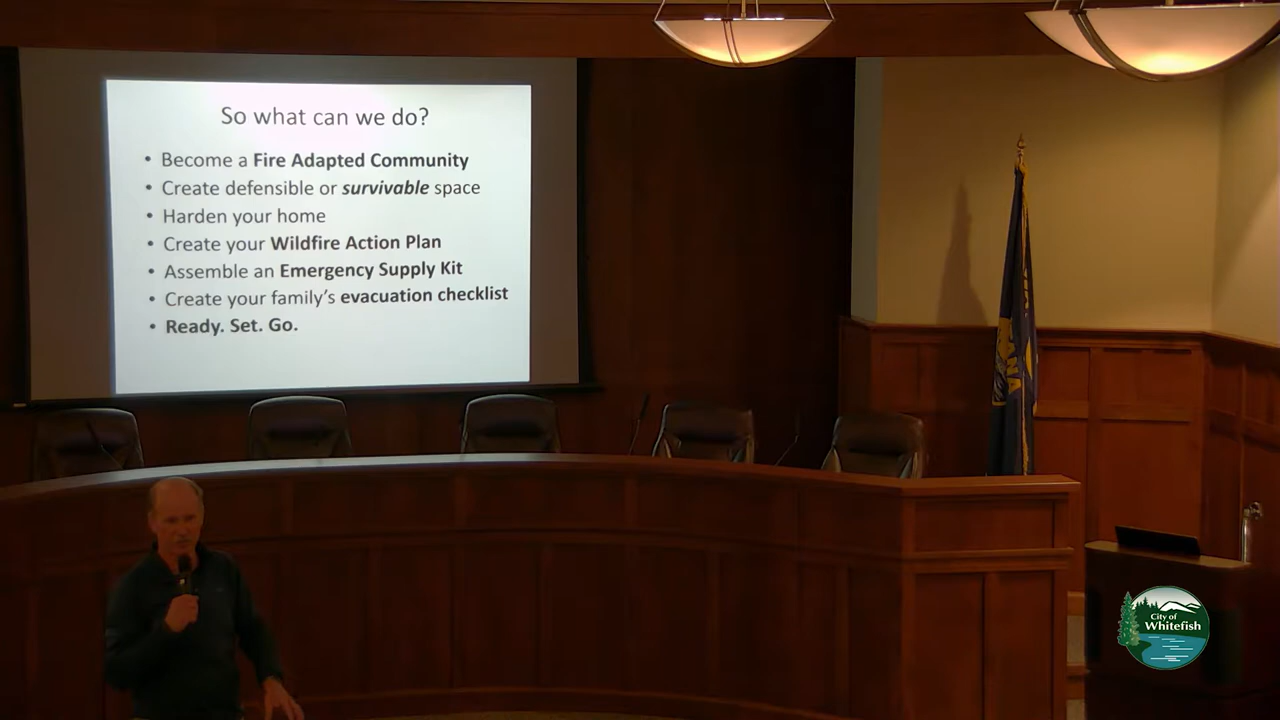 So what can we do?
• Become a Fire Adapted Community
• Create defensible or survivable space
• Harden your home
• Create your Wildfire Action Plan
• Assemble an Emergency Supply Kit
• Create your family's evacuation checklist
• Ready. Set. Go.
City of
Whitefish